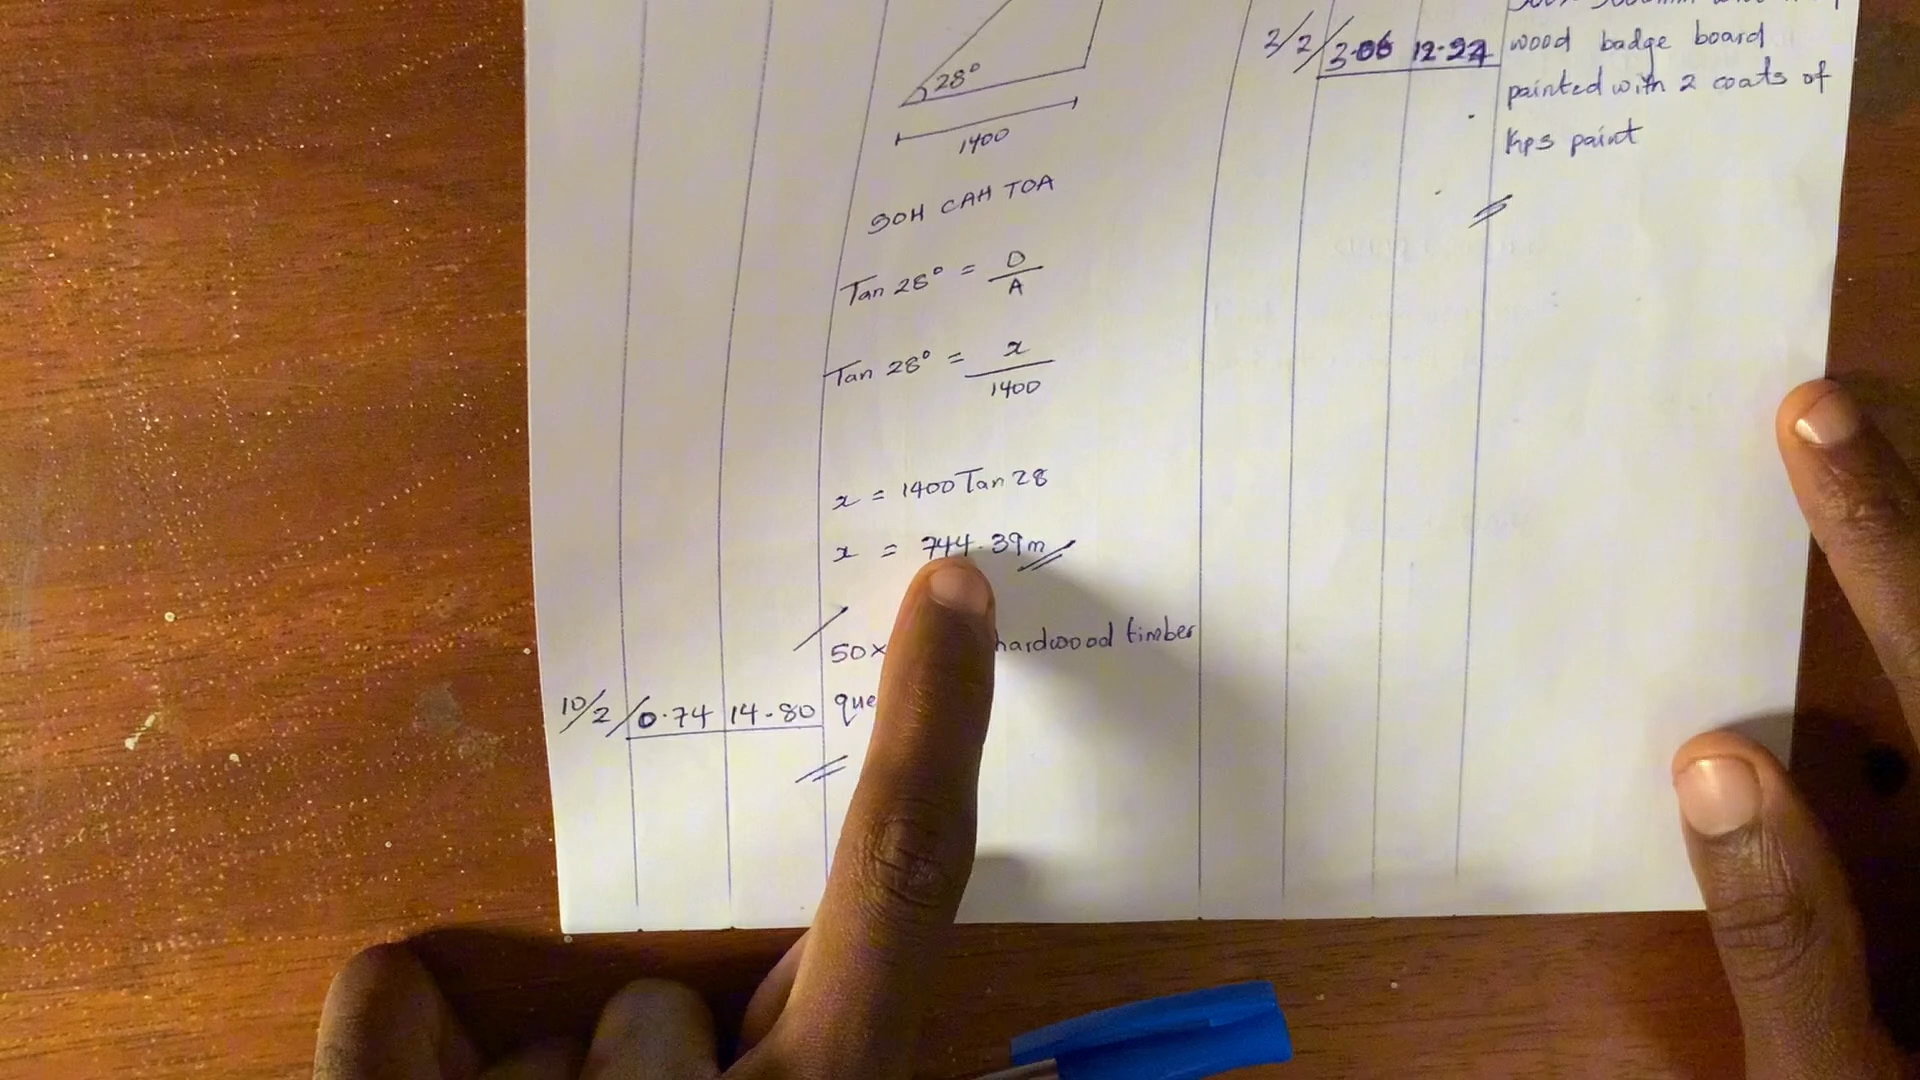 28°
1400
SOH CAH TOA
Tan 28° = O
A
Tan 28° = x
1400
x = 1400 Tan 28
x = 744.39m
50x hardwood timber
10/2/ 0.74 14.80 que
2/2/ 3.06 12.24 wood badge board
painted with 2 coats of
Kps paint